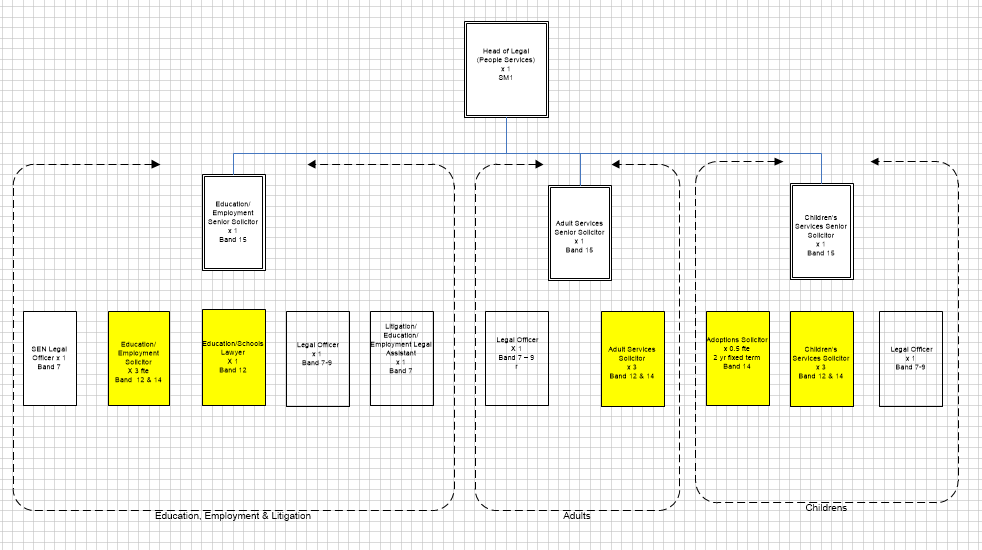 Head of Legal
(People Services)
x 1
SM1
Education/
Employment
Senior Solicitor
x 1
Band 15
Adult Services
Senior Solicitor
x 1
Band 15
Children's
Services Senior
Solicitor
x 1
Band 15
SEN Legal
Officer x 1
Band 7
Education/
Employment
Solicitor
X 3 fte
Band 12 & 14
Education/Schools
Lawyer
X 1
Band 12
Legal Officer
x 1
Band 7-9
Litigation/
Education/
Employment Legal
Assistant
x 1
Band 7
Legal Officer
X 1
Band 7 – 9
r
Adult Services
Solicitor
x 3
Band 12 & 14
Adoptions Solicitor
x 0.5 fte
2 yr fixed term
Band 14
Children's
Services Solicitor
x 3
Band 12 & 14
Legal Officer
x 1
Band 7-9
Education, Employment & Litigation
Adults
Childrens